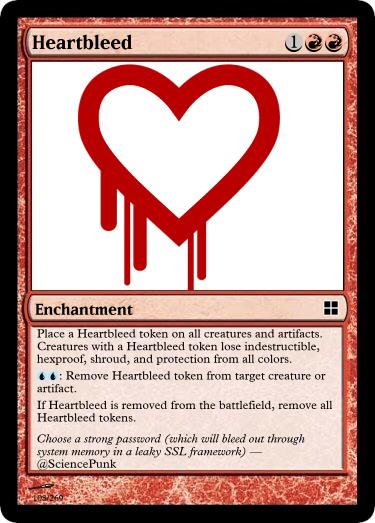 Heartbleed 1
Enchantment
Place a Heartbleed token on all creatures and artifacts.
Creatures with a Heartbleed token lose indestructible,
hexproof, shroud, and protection from all colors.
: Remove Heartbleed token from target creature or
artifact.
If Heartbleed is removed from the battlefield, remove all
Heartbleed tokens.
Choose a strong password (which will bleed out through
system memory in a leaky SSL framework) —
@SciencePunk